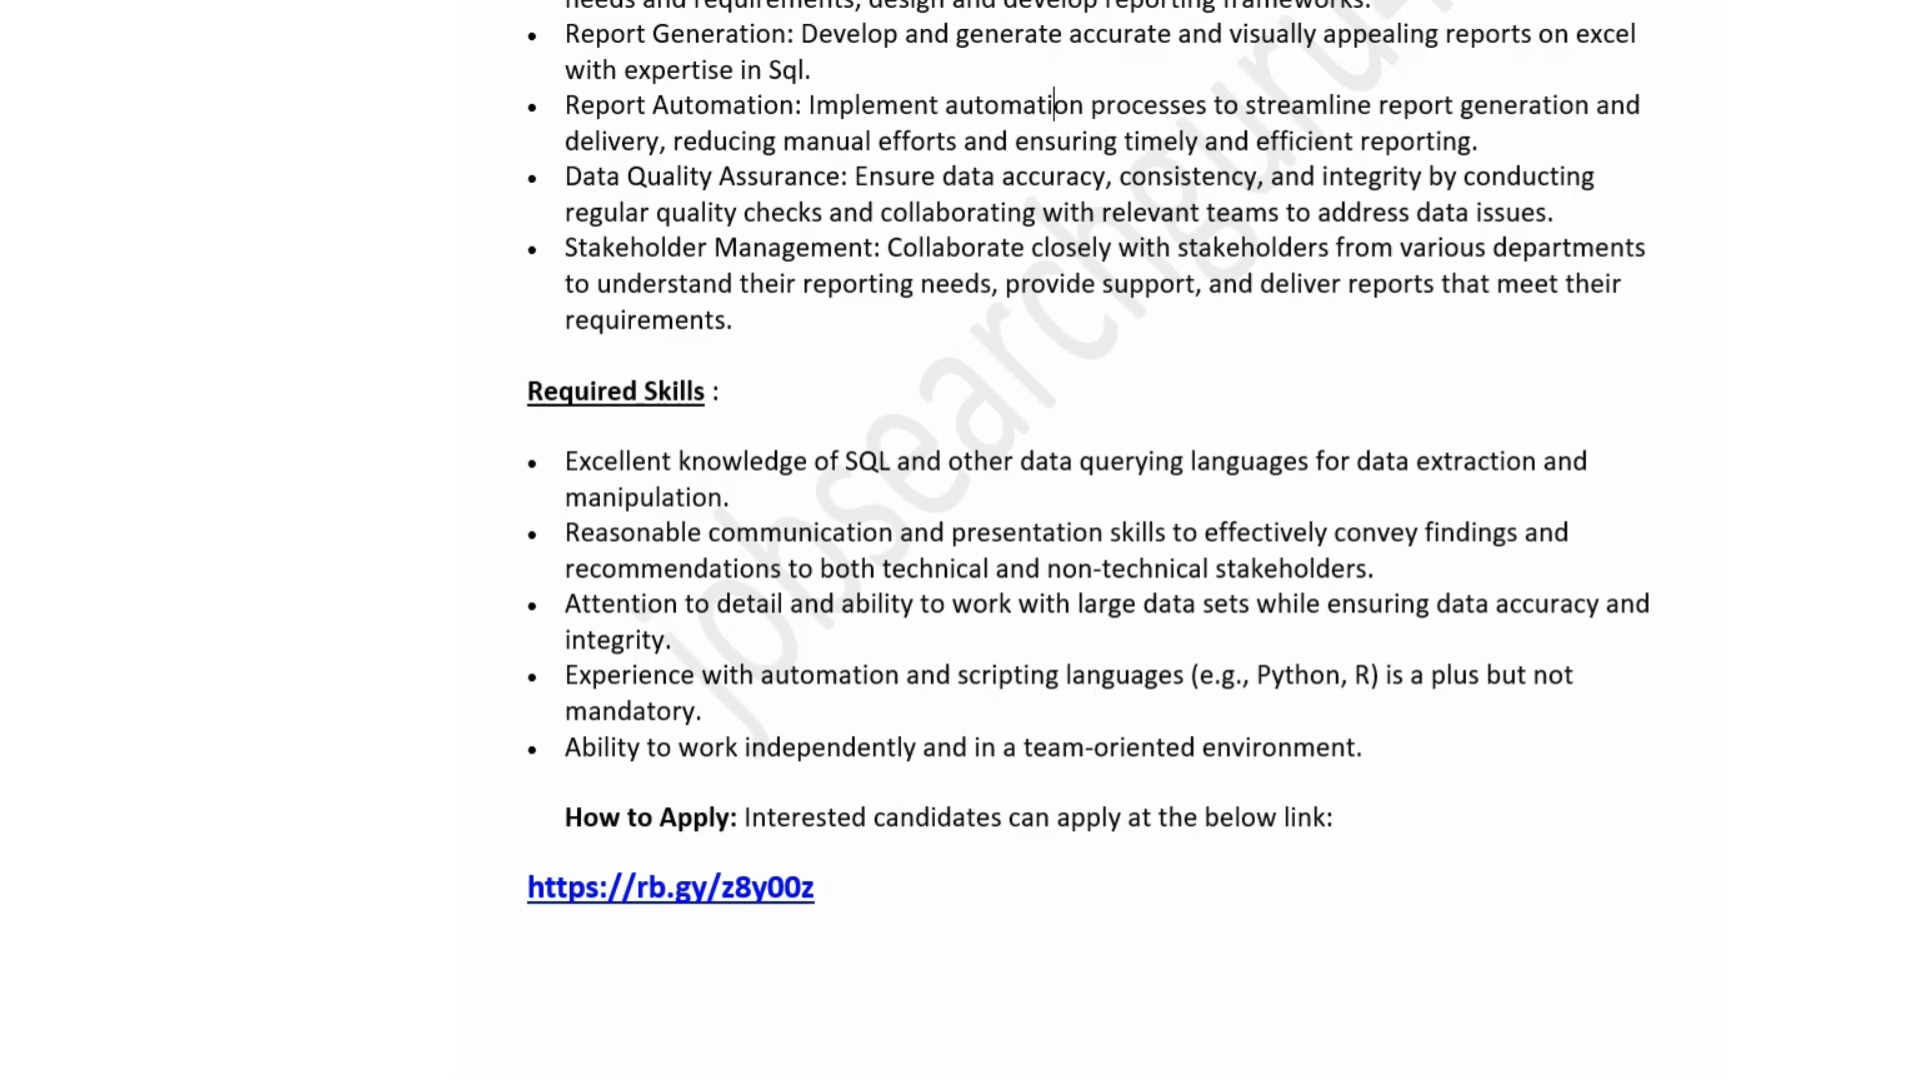 needs and requirements, design and develop reporting frameworks.
• Report Generation: Develop and generate accurate and visually appealing reports on excel
with expertise in Sql.
• Report Automation: Implement automation processes to streamline report generation and
delivery, reducing manual efforts and ensuring timely and efficient reporting.
• Data Quality Assurance: Ensure data accuracy, consistency, and integrity by conducting
regular quality checks and collaborating with relevant teams to address data issues.
• Stakeholder Management: Collaborate closely with stakeholders from various departments
to understand their reporting needs, provide support, and deliver reports that meet their
requirements.
Required Skills :
• Excellent knowledge of SQL and other data querying languages for data extraction and
manipulation.
• Reasonable communication and presentation skills to effectively convey findings and
recommendations to both technical and non-technical stakeholders.
• Attention to detail and ability to work with large data sets while ensuring data accuracy and
integrity.
• Experience with automation and scripting languages (e.g., Python, R) is a plus but not
mandatory.
• Ability to work independently and in a team-oriented environment.
How to Apply: Interested candidates can apply at the below link:
https://rb.gy/z8y00z